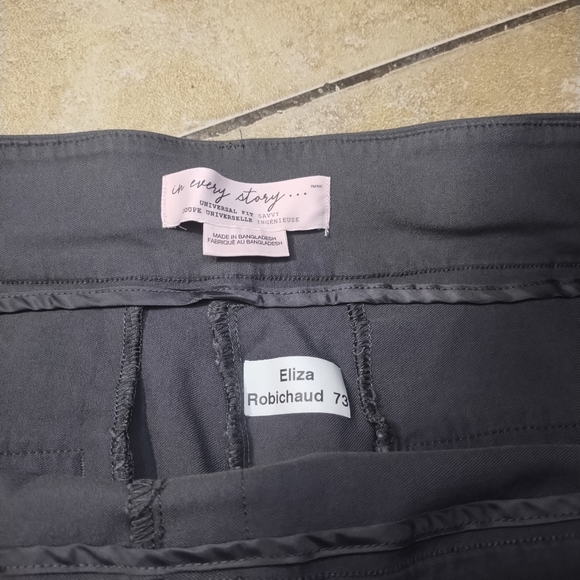 in every story...
UNIVERSAL FIT SAVVY
COUPE UNIVERSELLE INGÉNIEUSE
MADE IN BANGLADESH
FABRIQUÉ AU BANGLADESH
Eliza
Robichaud 73